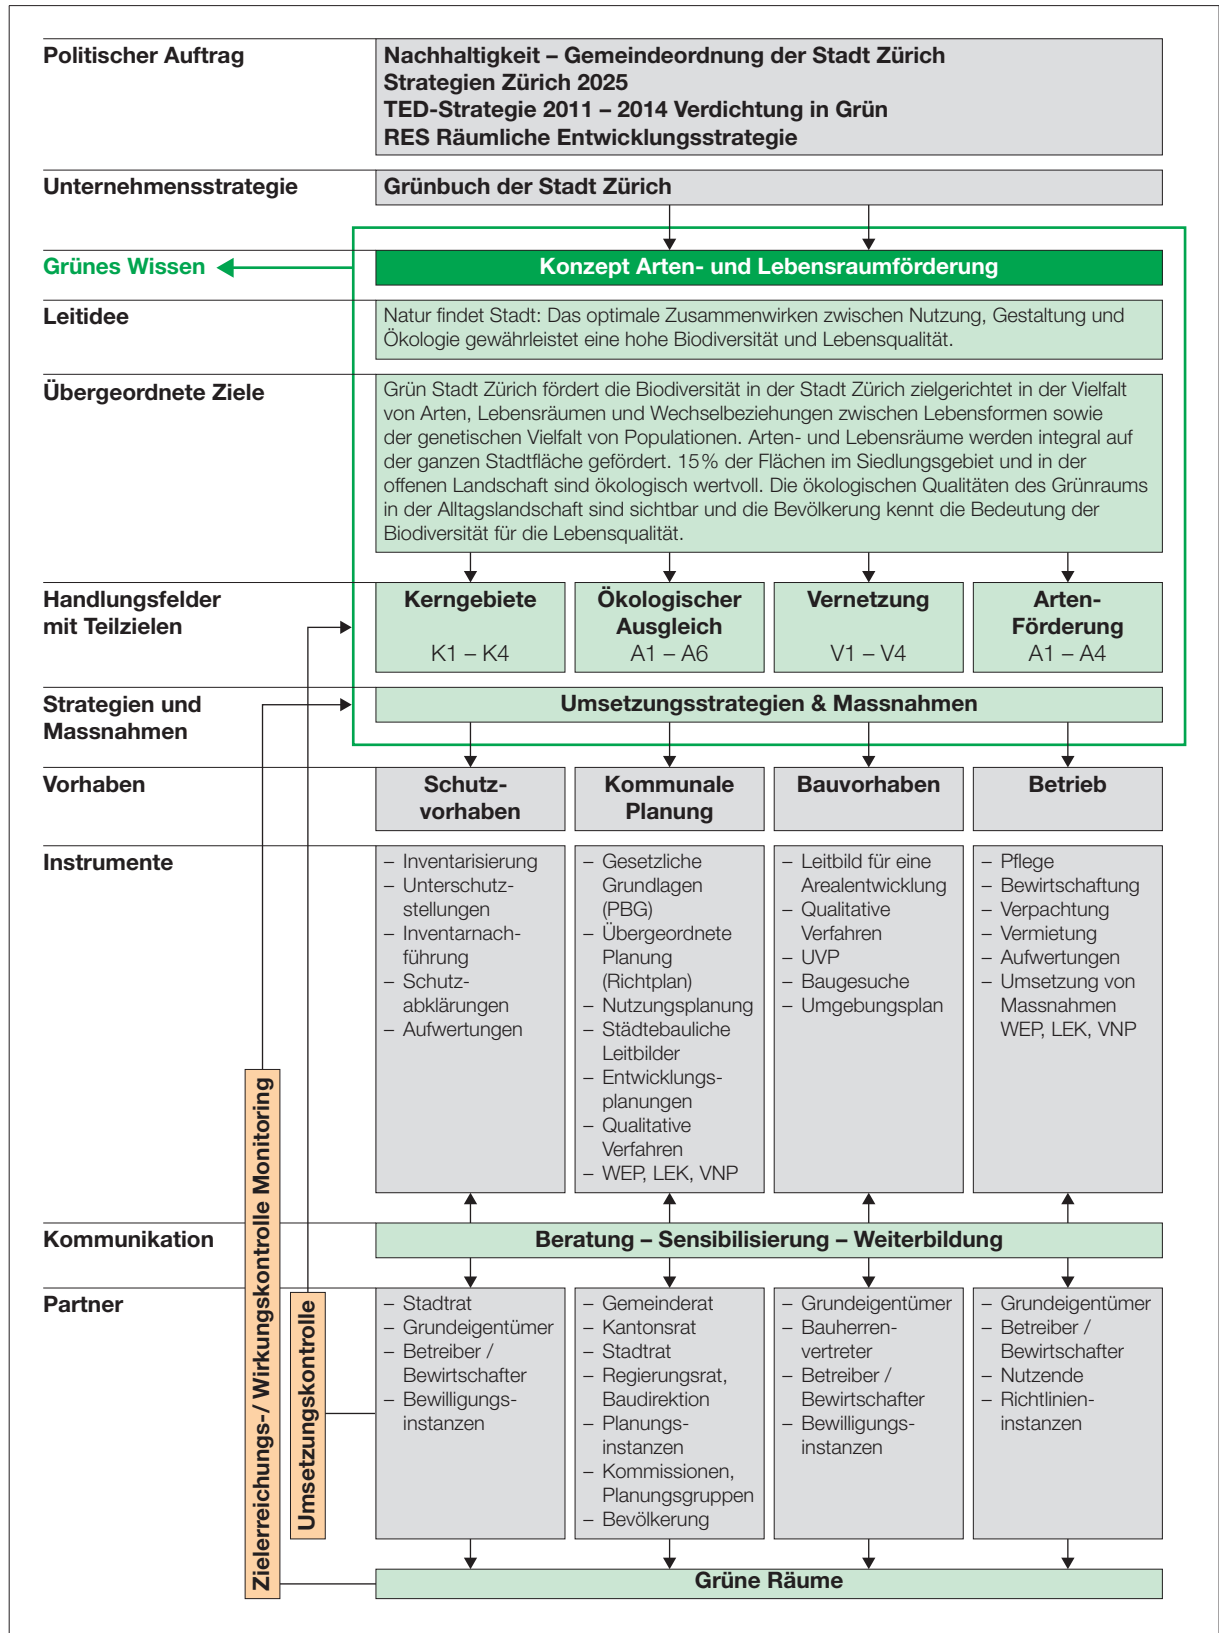 Politischer Auftrag
Nachhaltigkeit – Gemeindeordnung der Stadt Zürich
Strategien Zürich 2025
TED-Strategie 2011 – 2014 Verdichtung in Grün
RES Räumliche Entwicklungsstrategie
Unternehmensstrategie
Grünbuch der Stadt Zürich
Grünes Wissen
Konzept Arten- und Lebensraumförderung
Leitidee
Natur findet Stadt: Das optimale Zusammenwirken zwischen Nutzung, Gestaltung und
Ökologie gewährleistet eine hohe Biodiversität und Lebensqualität.
Übergeordnete Ziele
Grün Stadt Zürich fördert die Biodiversität in der Stadt Zürich zielgerichtet in der Vielfalt
von Arten, Lebensräumen und Wechselbeziehungen zwischen Lebensformen sowie
der genetischen Vielfalt von Populationen. Arten- und Lebensräume werden integral auf
der ganzen Stadtfläche gefördert. 15% der Flächen im Siedlungsgebiet und in der
offenen Landschaft sind ökologisch wertvoll. Die ökologischen Qualitäten des Grünraums
in der Alltagslandschaft sind sichtbar und die Bevölkerung kennt die Bedeutung der
Biodiversität für die Lebensqualität.
Handlungsfelder
mit Teilzielen
Kerngebiete
K1 – K4
Ökologischer
Ausgleich
A1 – A6
Vernetzung
V1 – V4
Arten-
Förderung
A1 – A4
Strategien und
Massnahmen
Umsetzungsstrategien & Massnahmen
Vorhaben
Schutz-
vorhaben
Kommunale
Planung
Bauvorhaben
Betrieb
Instrumente
– Inventarisierung
– Unterschutz-
stellungen
– Inventarnach-
führung
– Schutz-
abklärungen
– Aufwertungen
– Gesetzliche
Grundlagen
(PBG)
– Übergeordnete
Planung
(Richtplan)
– Nutzungsplanung
– Städtebauliche
Leitbilder
– Entwicklungs-
planungen
– Qualitative
Verfahren
– WEP, LEK, VNP
– Leitbild für eine
Arealentwicklung
– Qualitative
Verfahren
– UVP
– Baugesuche
– Umgebungsplan
– Pflege
– Bewirtschaftung
– Verpachtung
– Vermietung
– Aufwertungen
– Umsetzung von
Massnahmen
WEP, LEK, VNP
Kommunikation
Beratung – Sensibilisierung – Weiterbildung
Partner
– Stadtrat
– Grundeigentümer
– Betreiber /
Bewirtschafter
– Bewilligungs-
instanzen
– Gemeinderat
– Kantonsrat
– Stadtrat
– Regierungsrat,
Baudirektion
– Planungs-
instanzen
– Kommissionen,
Planungsgruppen
– Bevölkerung
– Grundeigentümer
– Bauherren-
vertreter
– Betreiber /
Bewirtschafter
– Bewilligungs-
instanzen
– Grundeigentümer
– Betreiber /
Bewirtschafter
– Nutzende
– Richtlinien-
instanzen
Zielerreichungs-/ Wirkungskontrolle Monitoring
Umsetzungskontrolle
Grüne Räume